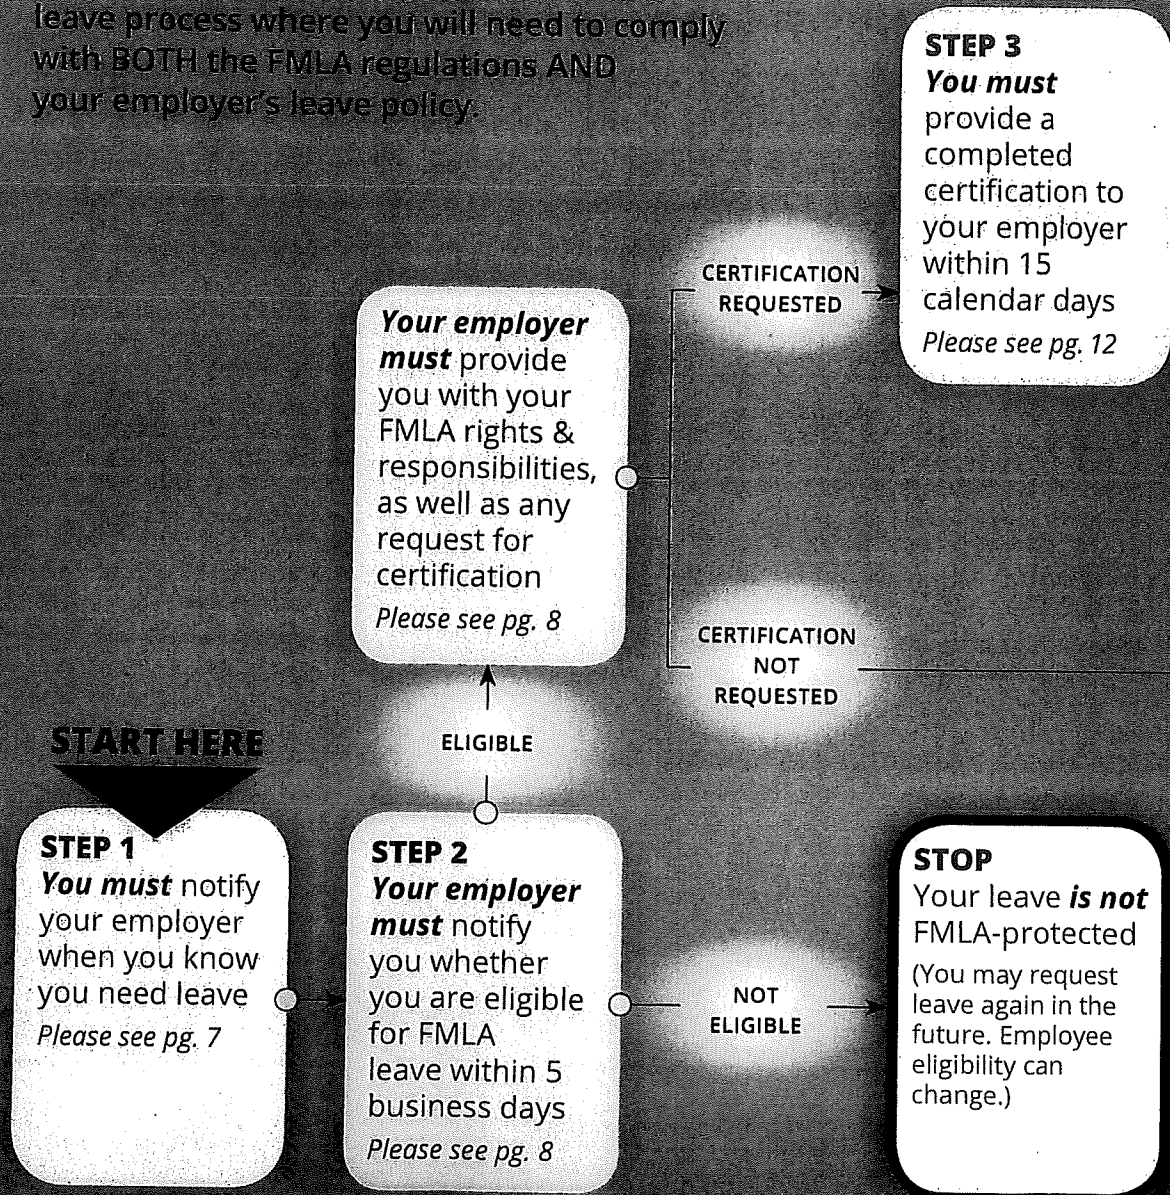 leave process where you will need to comply
with BOTH the FMLA regulations AND
your employer's leave policy.
START HERE
STEP 1
You must notify
your employer
when you know
you need leave
Please see pg. 7
STEP 2
Your employer
must notify
you whether
you are eligible
for FMLA
leave within 5
business days
Please see pg. 8
ELIGIBLE
Your employer
must provide
you with your
FMLA rights &
responsibilities,
as well as any
request for
certification
Please see pg. 8
CERTIFICATION
REQUESTED
STEP 3
You must
provide a
completed
certification to
your employer
within 15
calendar days
Please see pg. 12
CERTIFICATION
NOT
REQUESTED
NOT
ELIGIBLE
STOP
Your leave is not
FMLA-protected
(You may request
leave again in the
future. Employee
eligibility can
change.)